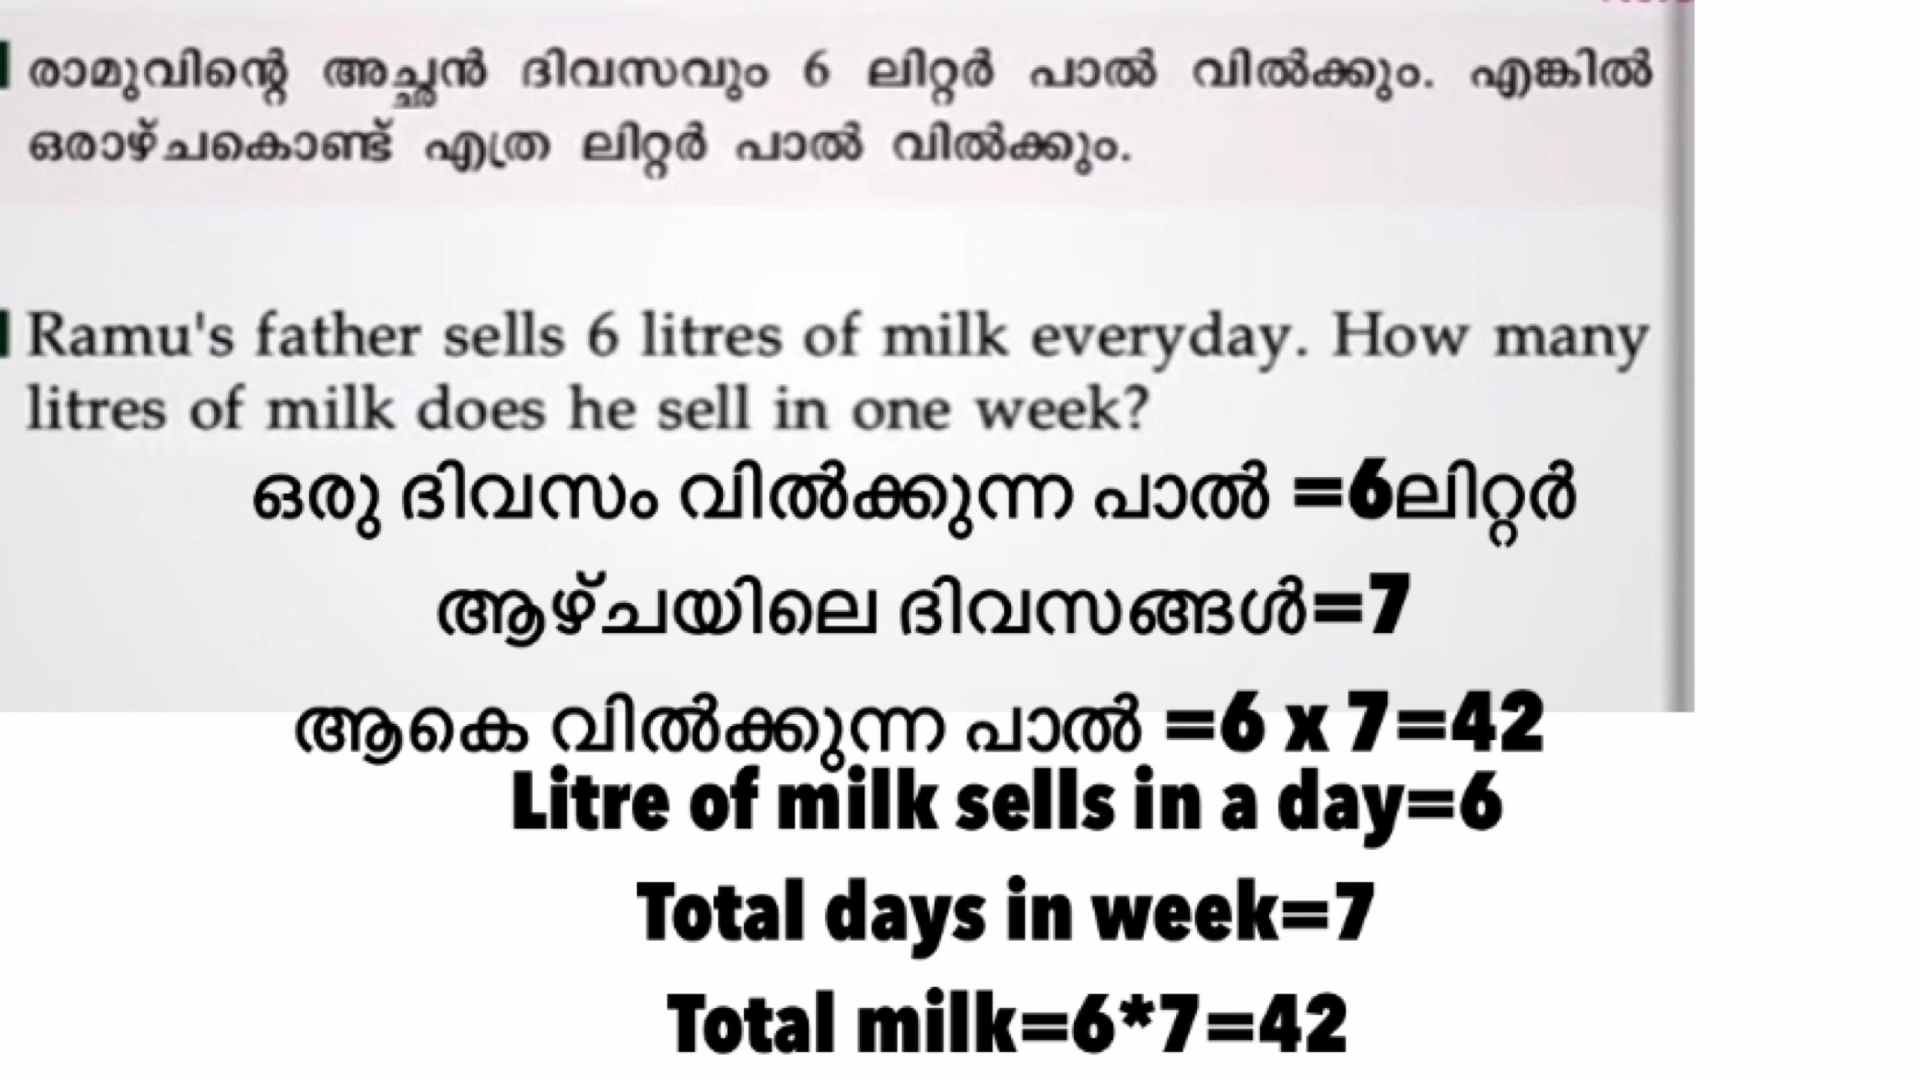 രാമുവിന്റെ അച്ഛൻ ദിവസവും 6 ലിറ്റർ പാൽ വിൽക്കും. എങ്കിൽ
ഒരാഴ്ചകൊണ്ട് എത്ര ലിറ്റർ പാൽ വിൽക്കും.
Ramu's father sells 6 litres of milk everyday. How many
litres of milk does he sell in one week?
ഒരു ദിവസം വിൽക്കുന്ന പാൽ =6ലിറ്റർ
ആഴ്ചയിലെ ദിവസങ്ങൾ=7
ആകെ വിൽക്കുന്ന പാൽ =6 x 7=42
Litre of milk sells in a day=6
Total days in week=7
Total milk=6*7=42